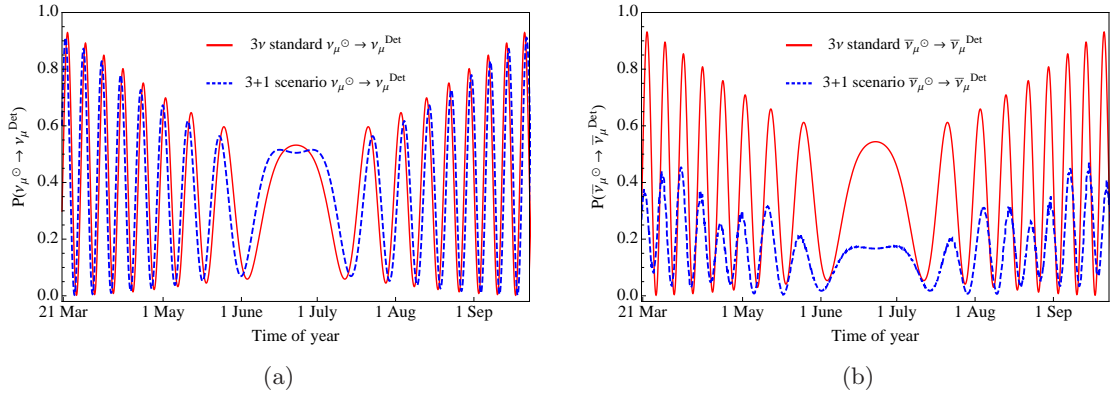 1.0
0.8
0.6
0.4
0.2
0.0
P(ν_μ^⊙ → ν_μ^Det)
3ν standard ν_μ^⊙ → ν_μ^Det
3+1 scenario ν_μ^⊙ → ν_μ^Det
21 Mar 1 May 1 June 1 July 1 Aug 1 Sep
Time of year
(a)
1.0
0.8
0.6
0.4
0.2
0.0
P(ν̅_μ^⊙ → ν̅_μ^Det)
3ν standard ν̅_μ^⊙ → ν̅_μ^Det
3+1 scenario ν̅_μ^⊙ → ν̅_μ^Det
21 Mar 1 May 1 June 1 July 1 Aug 1 Sep
Time of year
(b)